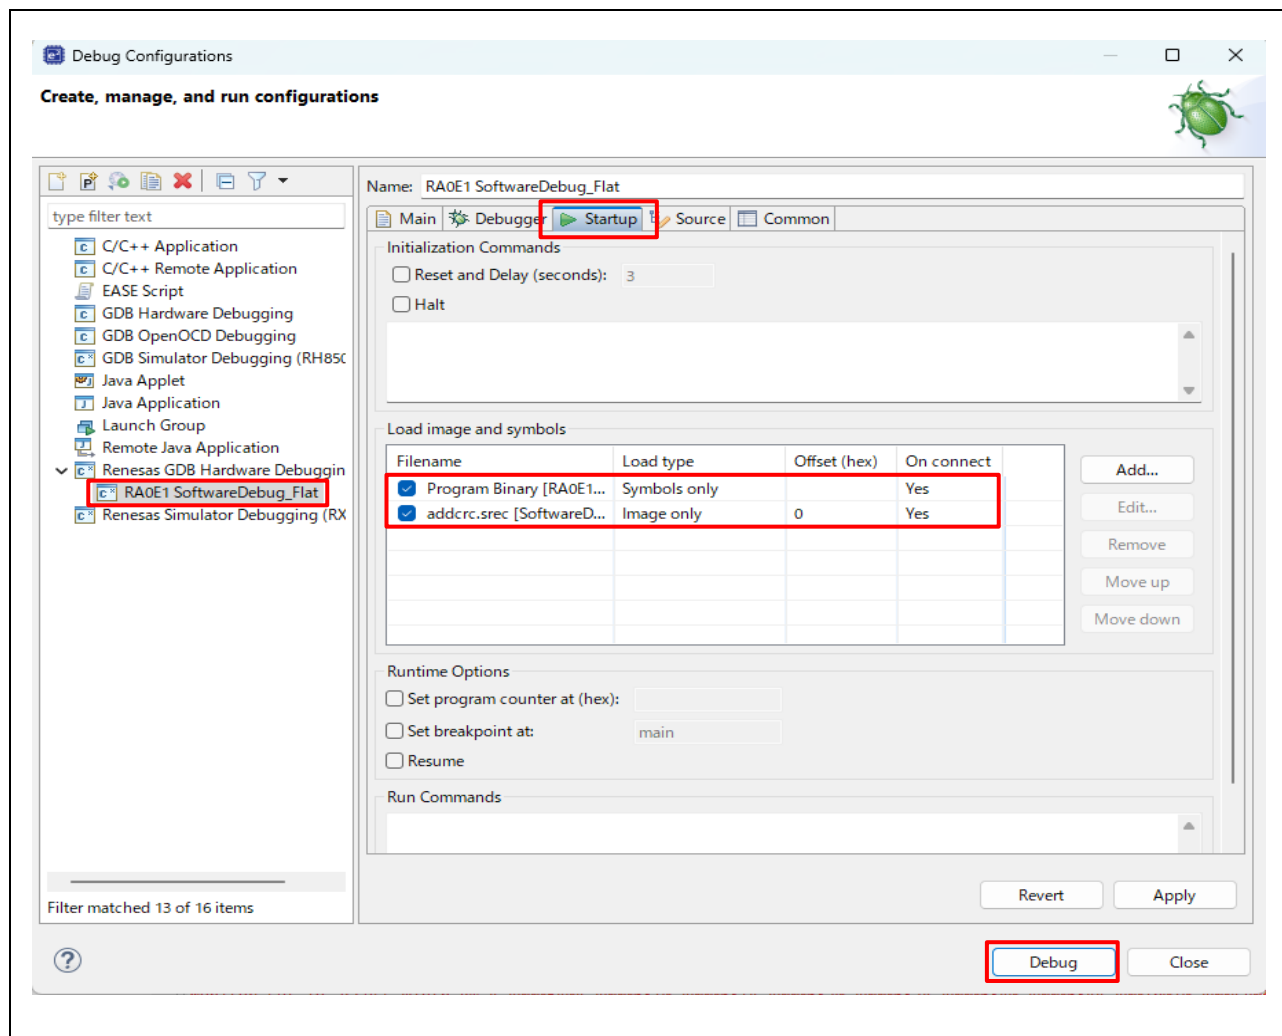 Debug Configurations
Create, manage, and run configurations
type filter text
C/C++ Application
C/C++ Remote Application
EASE Script
GDB Hardware Debugging
GDB OpenOCD Debugging
GDB Simulator Debugging (RH850
Java Applet
Java Application
Launch Group
Remote Java Application
Renesas GDB Hardware Debuggin
RA0E1 SoftwareDebug_Flat
Renesas Simulator Debugging (RX
Filter matched 13 of 16 items
Name: RA0E1 SoftwareDebug_Flat
Main Debugger Startup Source Common
Initialization Commands
Reset and Delay (seconds): 3
Halt
Load image and symbols
Filename Load type Offset (hex) On connect
Program Binary [RA0E1... Symbols only Yes
addcrc.srec [SoftwareD... Image only 0 Yes
Add...
Edit...
Remove
Move up
Move down
Runtime Options
Set program counter at (hex):
Set breakpoint at: main
Resume
Run Commands
Revert Apply
Debug Close